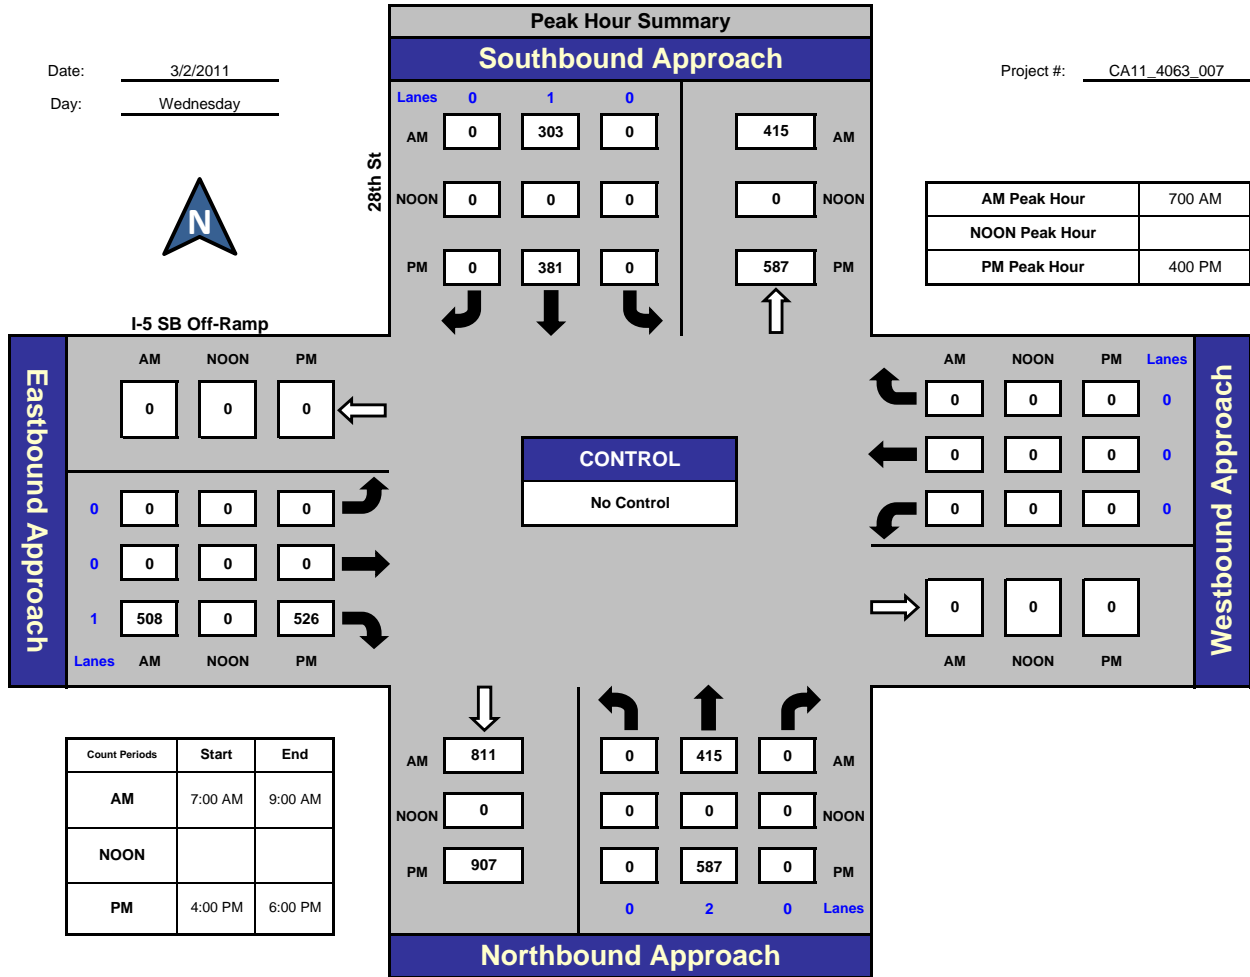 Peak Hour Summary
Southbound Approach
Date: 3/2/2011
Project #: CA11_4063_007
Day: Wednesday
Lanes 0 1 0
AM 0 303 0 415 AM
28th St
N
NOON 0 0 0 0 NOON
AM Peak Hour 700 AM
NOON Peak Hour
PM Peak Hour 400 PM
PM 0 381 0 587 PM
I-5 SB Off-Ramp
Eastbound Approach
AM NOON PM
0 0 0
0 0 0 0
0 0 0 0
1 508 0 526
Lanes AM NOON PM
CONTROL
No Control
AM NOON PM Lanes
0 0 0 0
0 0 0 0
0 0 0 0
0 0 0
AM NOON PM
Westbound Approach
Count Periods Start End
AM 7:00 AM 9:00 AM
NOON
PM 4:00 PM 6:00 PM
AM 811 0 415 0 AM
NOON 0 0 0 0 NOON
PM 907 0 587 0 PM
0 2 0 Lanes
Northbound Approach